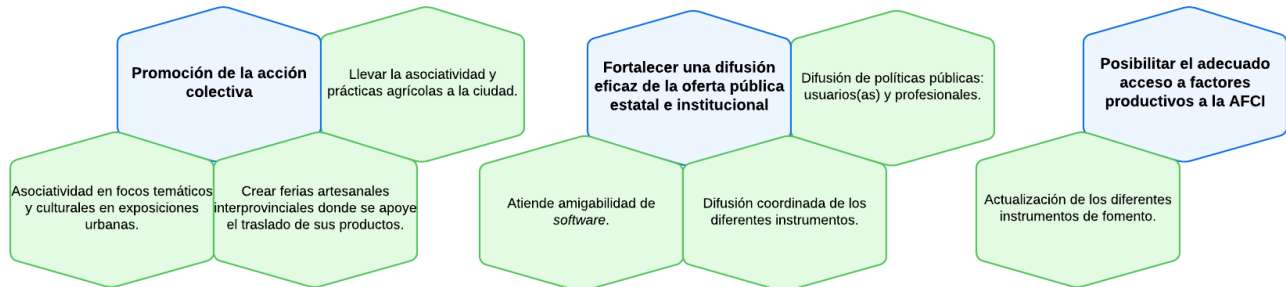 Promoción de la acción
colectiva
Llevar la asociatividad y
prácticas agrícolas a la ciudad.
Asociatividad en focos temáticos
y culturales en exposiciones
urbanas.
Crear ferias artesanales
interprovinciales donde se apoye
el traslado de sus productos.
Fortalecer una difusión
eficaz de la oferta pública
estatal e institucional
Difusión de políticas públicas:
usuarios(as) y profesionales.
Atiende amigabilidad de
software.
Difusión coordinada de los
diferentes instrumentos.
Posibilitar el adecuado
acceso a factores
productivos a la AFCI
Actualización de los diferentes
instrumentos de fomento.